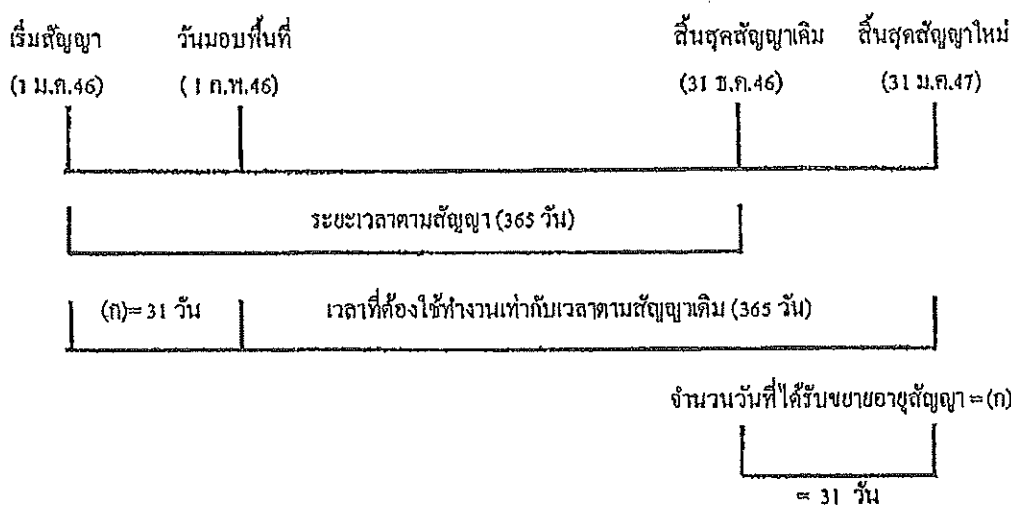 เริ่มสัญญา วันมอบพื้นที่ สิ้นสุดสัญญาเดิม สิ้นสุดสัญญาใหม่
(1 ม.ค.46) ( 1 ก.พ.46) (31 ธ.ค.46) (31 ม.ค.47)
ระยะเวลาตามสัญญา (365 วัน)
(ก)= 31 วัน เวลาที่ต้องใช้ทำงานเท่ากับเวลาตามสัญญาเดิม (365 วัน)
จำนวนวันที่ได้รับขยายอายุสัญญา = (ก)
= 31 วัน